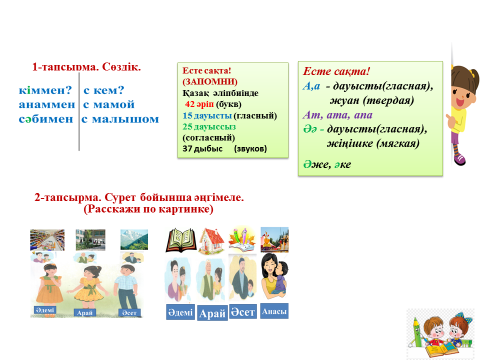 1-тапсырма. Сөздік.
кіммен? с кем?
анаммен с мамой
сәбимен с малышом
Есте сақта!
(ЗАПОМНИ)
Қазақ әліпбиінде
42 әріп (букв)
15 дауысты (гласный)
25 дауыссыз
(согласный)
37 дыбыс (звуков)
Есте сақта!
А,а - дауысты(гласная),
жуан (твердая)
Ат, ата, апа
Әә - дауысты(гласная),
жіңішке (мягкая)
Әже, әке
2-тапсырма. Сурет бойынша әңгімеле.
(Расскажи по картинке)
Әдемі Арай Әсет
Әдемі Арай Әсет Анасы